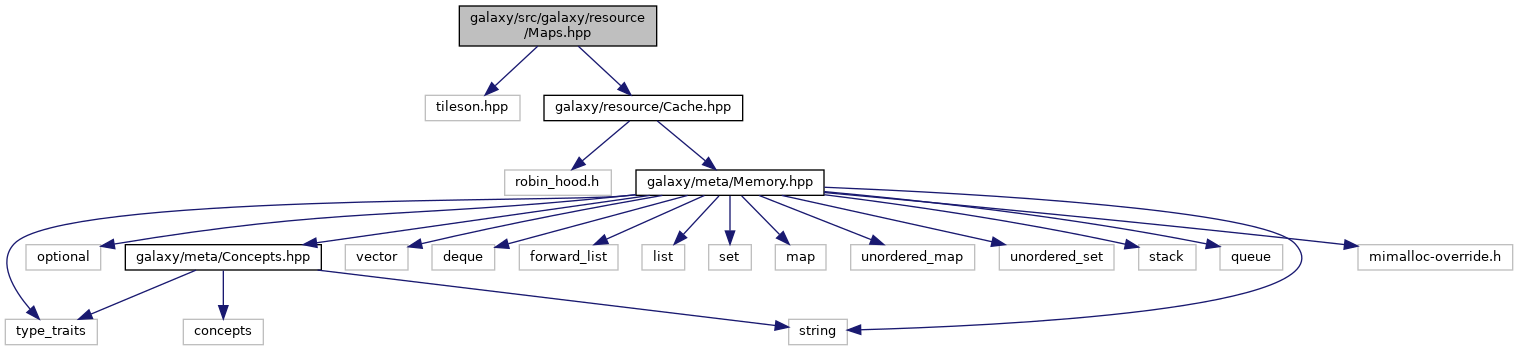 galaxy/src/galaxy/resource
/Maps.hpp
tileson.hpp
galaxy/resource/Cache.hpp
robin_hood.h
galaxy/meta/Memory.hpp
optional
galaxy/meta/Concepts.hpp
vector
deque
forward_list
list
set
map
unordered_map
unordered_set
stack
queue
mimalloc-override.h
type_traits
concepts
string